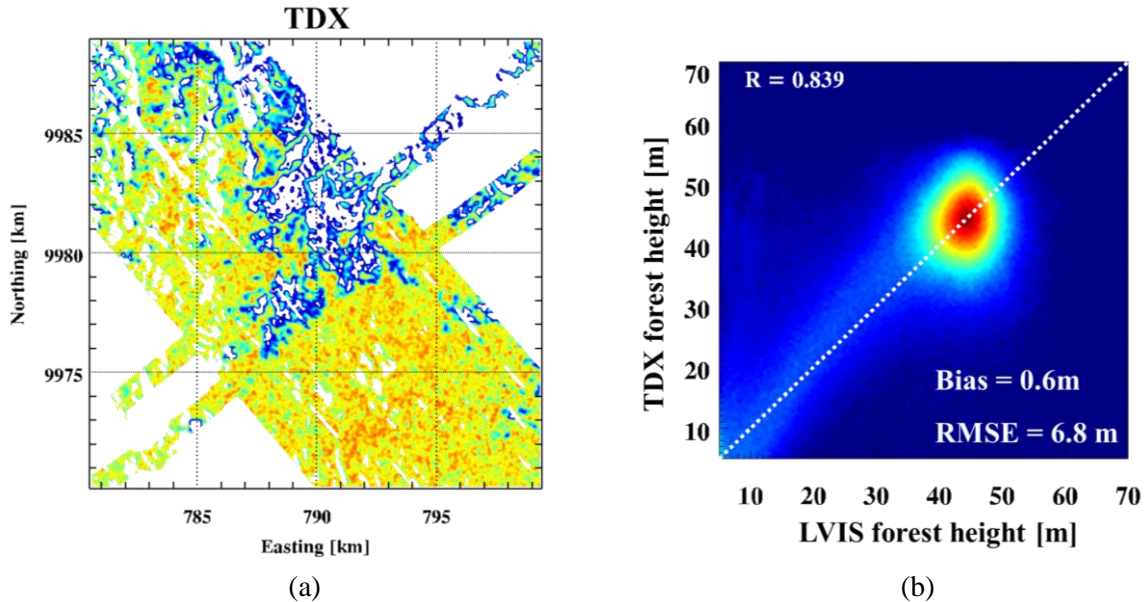 TDX
9985
9980
9975
Northing [km]
785
790
795
Easting [km]
(a)
R = 0.839
70
60
50
40
30
20
10
TDX forest height [m]
Bias = 0.6m
RMSE = 6.8 m
10
20
30
40
50
60
70
LVIS forest height [m]
(b)